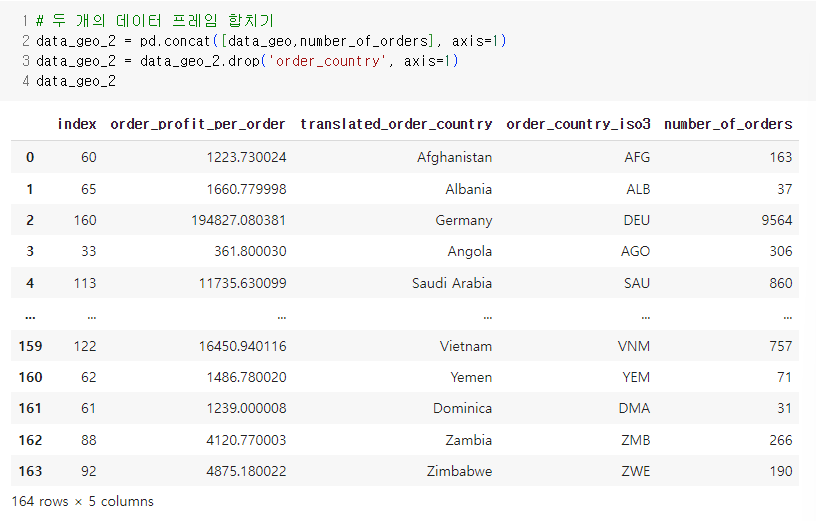 1 # 두 개의 데이터 프레임 합치기
2 data_geo_2 = pd.concat([data_geo,number_of_orders], axis=1)
3 data_geo_2 = data_geo_2.drop('order_country', axis=1)
4 data_geo_2
index order_profit_per_order translated_order_country order_country_iso3 number_of_orders
0 60 1223.730024 Afghanistan AFG 163
1 65 1660.779998 Albania ALB 37
2 160 194827.080381 Germany DEU 9564
3 33 361.800030 Angola AGO 306
4 113 11735.630099 Saudi Arabia SAU 860
... ... ... ... ... ...
159 122 16450.940116 Vietnam VNM 757
160 62 1486.780020 Yemen YEM 71
161 61 1239.000008 Dominica DMA 31
162 88 4120.770003 Zambia ZMB 266
163 92 4875.180022 Zimbabwe ZWE 190
164 rows × 5 columns